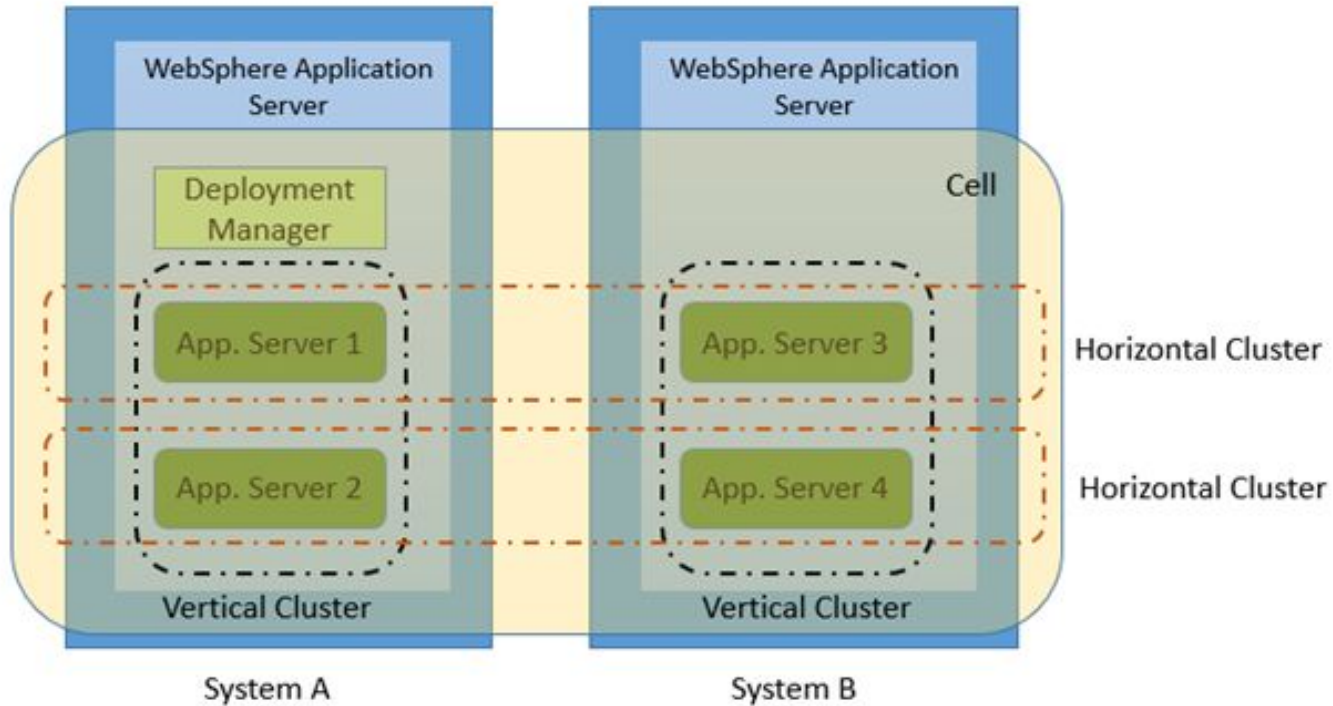 WebSphere Application
Server
WebSphere Application
Server
Cell
Deployment
Manager
App. Server 1
App. Server 3
Horizontal Cluster
App. Server 2
App. Server 4
Horizontal Cluster
Vertical Cluster
Vertical Cluster
System A
System B